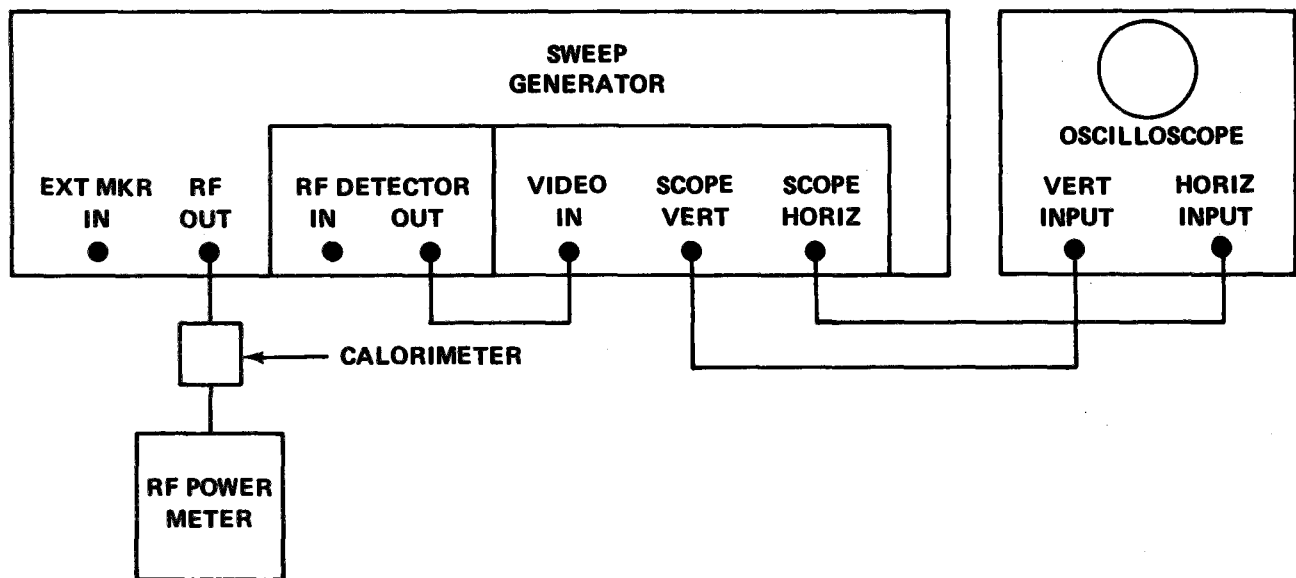 SWEEP
GENERATOR
OSCILLOSCOPE
EXT MKR
IN
RF
OUT
RF DETECTOR
IN OUT
VIDEO
IN
SCOPE
VERT
SCOPE
HORIZ
VERT
INPUT
HORIZ
INPUT
CALORIMETER
RF POWER
METER